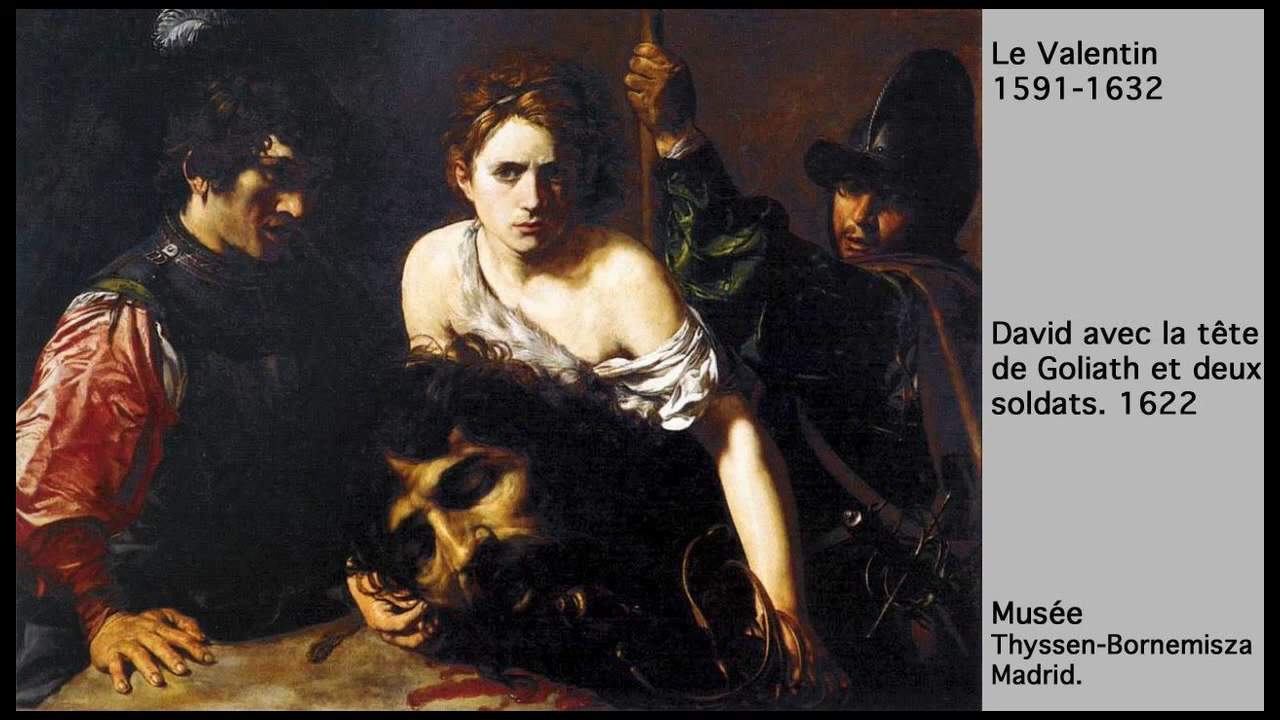 Le Valentin
1591-1632
David avec la tête
de Goliath et deux
soldats. 1622
Musée
Thyssen-Bornemisza
Madrid.